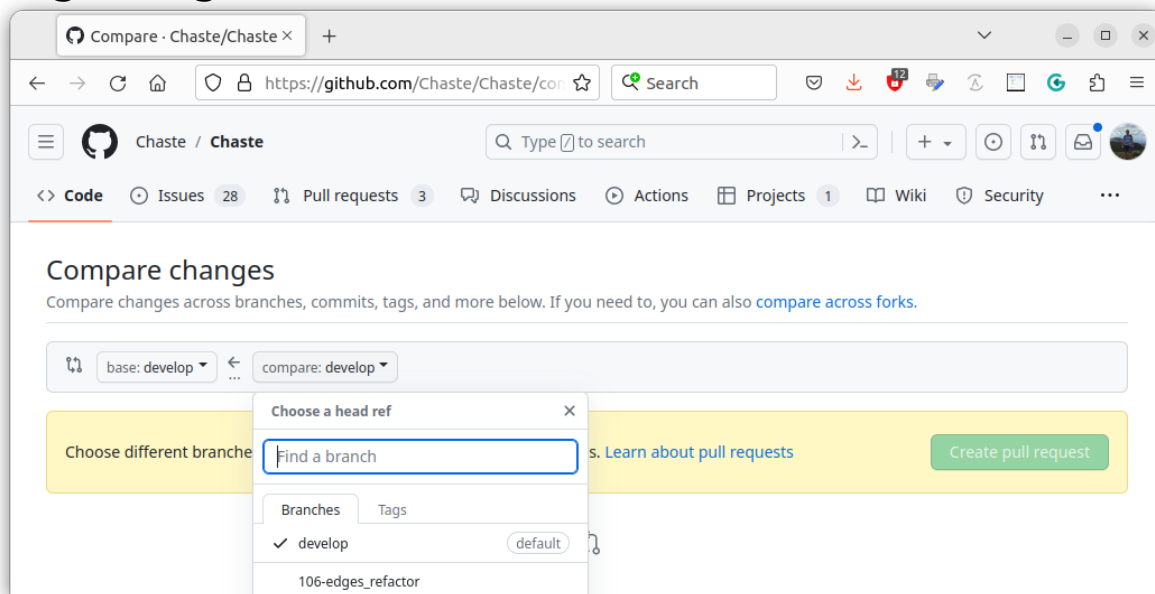 Compare · Chaste/Chaste
https://github.com/Chaste/Chaste/con
Search
12
Chaste / Chaste
Type / to search
Code
Issues 28
Pull requests 3
Discussions
Actions
Projects 1
Wiki
Security
Compare changes
Compare changes across branches, commits, tags, and more below. If you need to, you can also compare across forks.
base: develop
compare: develop
Choose a head ref
Choose different branche
Find a branch
s. Learn about pull requests
Create pull request
Branches
Tags
develop
default
106-edges_refactor